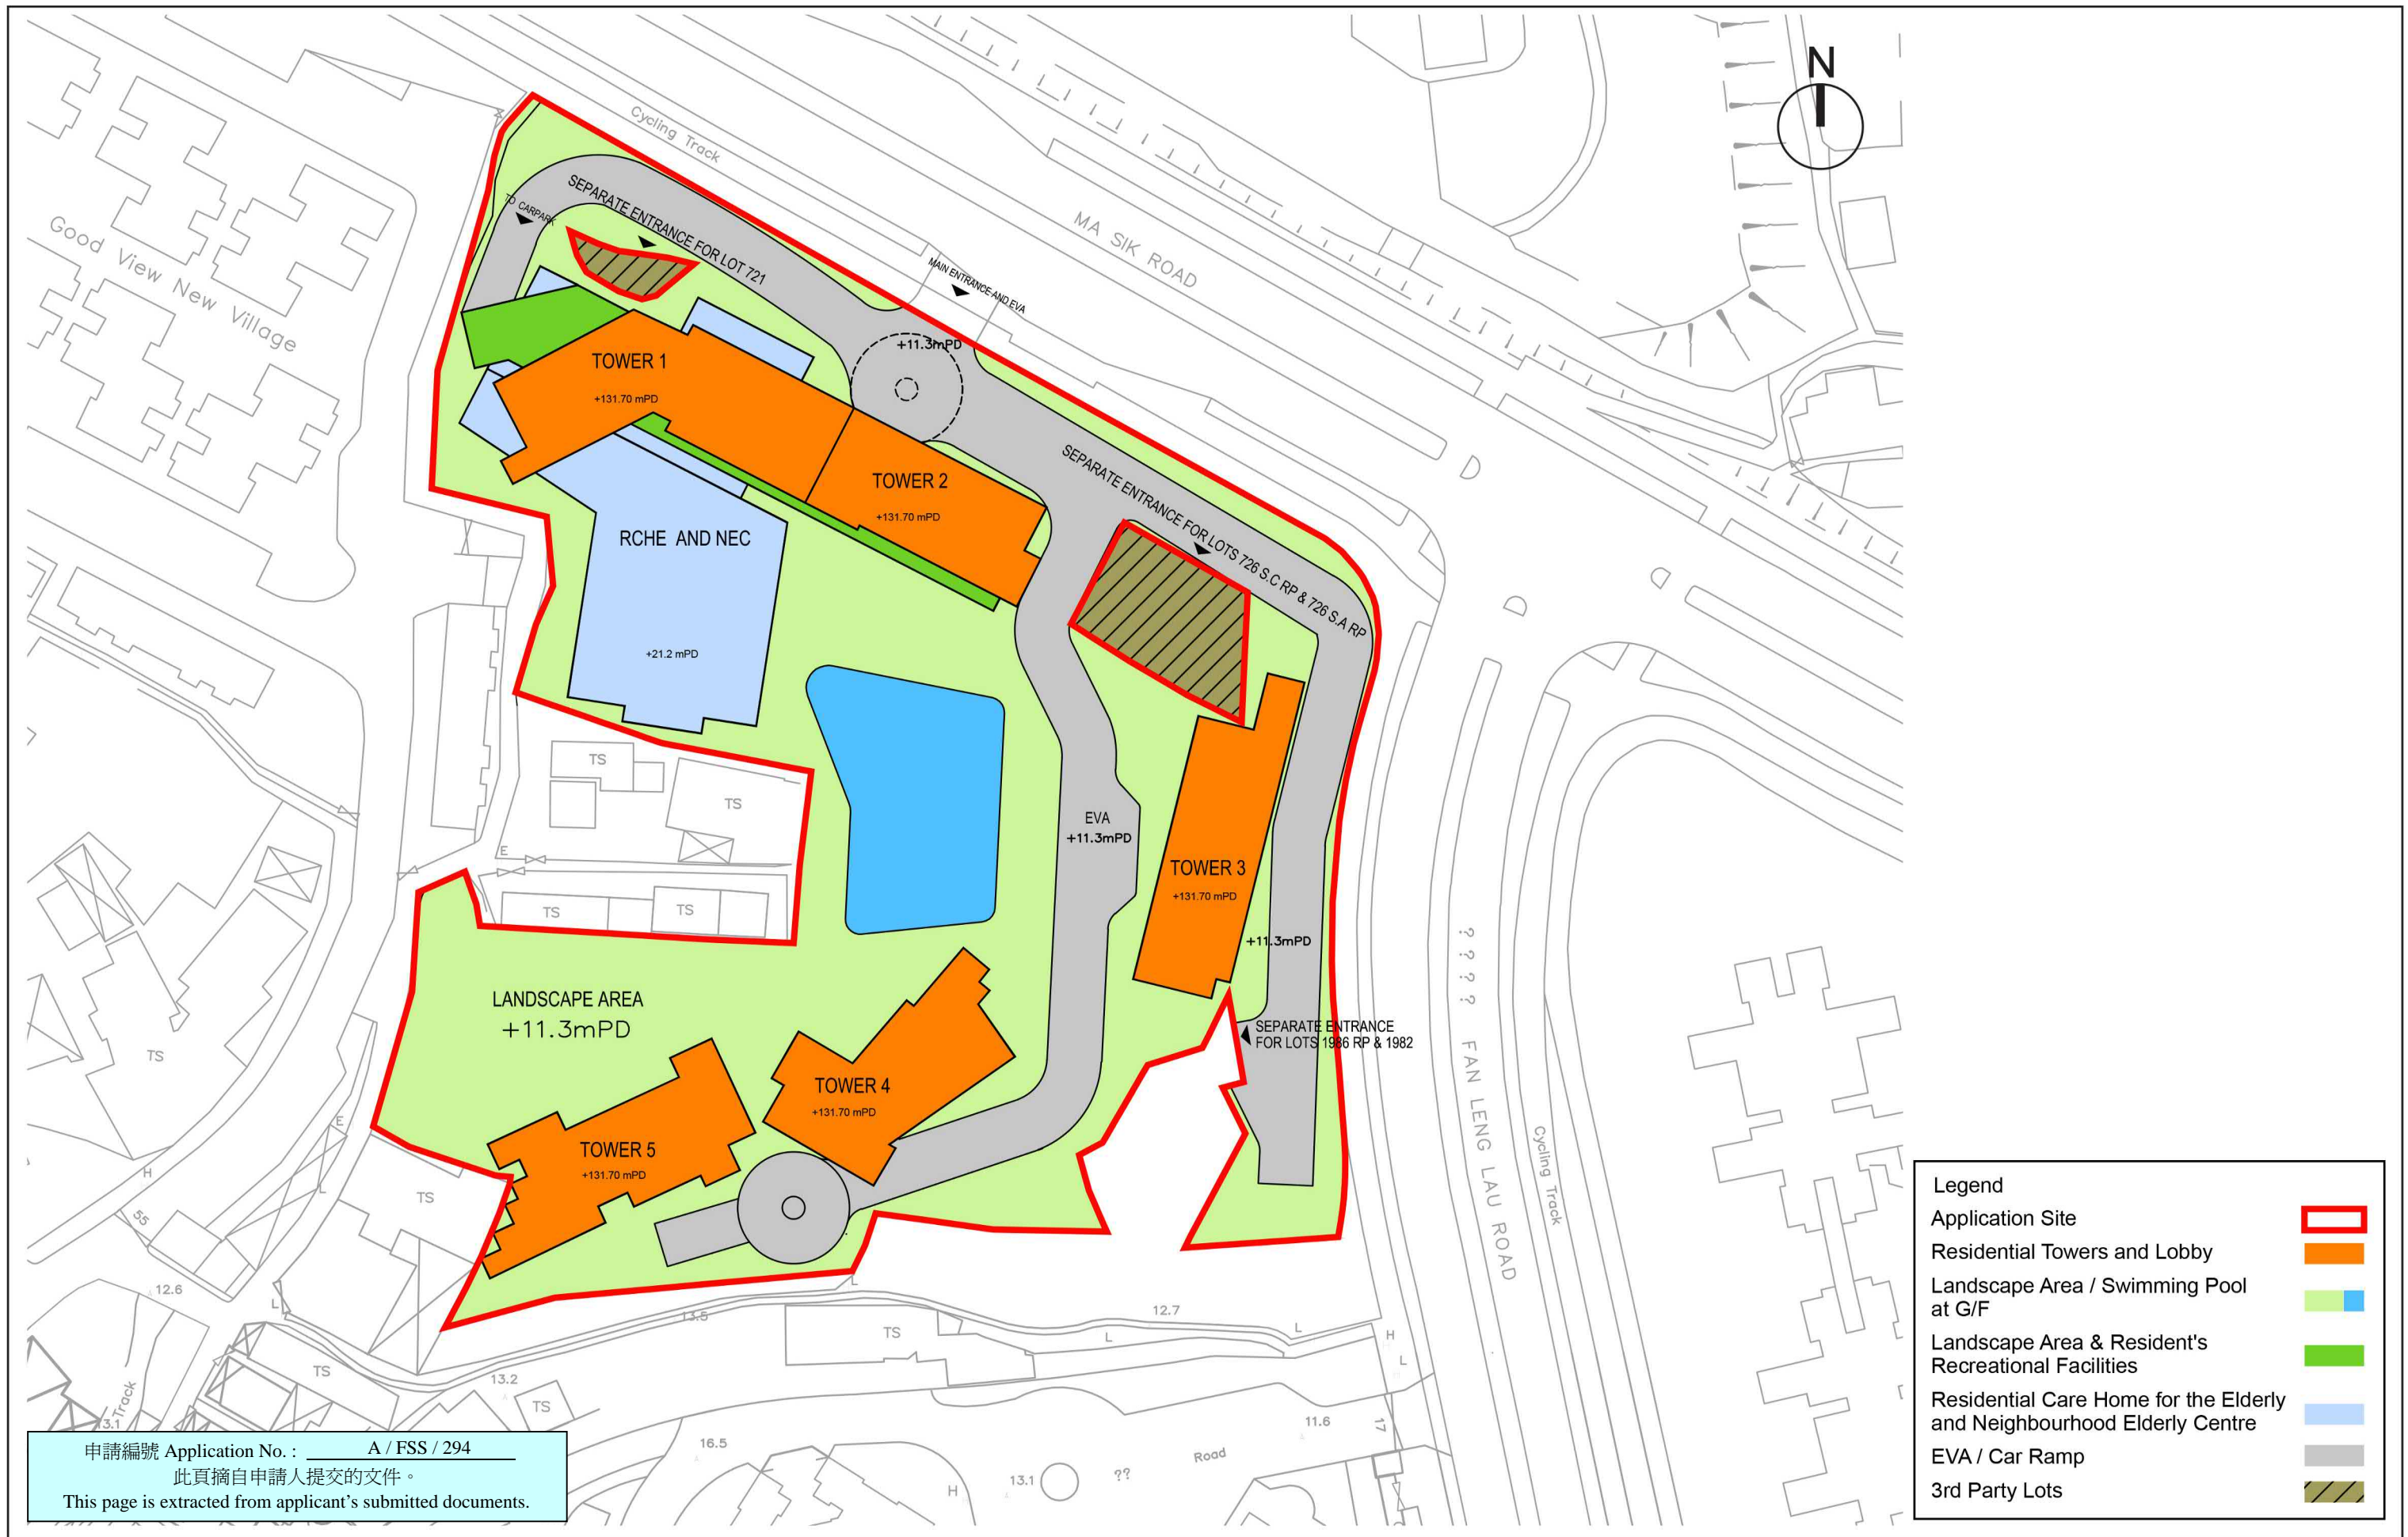 N
Cycling Track
MA SIK ROAD
Good View New Village
SEPARATE ENTRANCE FOR LOT 721
TO CARPARK
MAIN ENTRANCE AND EVA
+11.3mPD
TOWER 1
+131.70 mPD
TOWER 2
+131.70 mPD
SEPARATE ENTRANCE FOR LOTS 726 S.C RP & 726 S.A RP
RCHE AND NEC
+21.2 mPD
TS
TS
E
TS
TS
EVA
+11.3mPD
TOWER 3
+131.70 mPD
+11.3mPD
LANDSCAPE AREA
+11.3mPD
SEPARATE ENTRANCE
FOR LOTS 1986 RP & 1982
TOWER 4
+131.70 mPD
TOWER 5
+131.70 mPD
? ? ? ? FAN LENG LAU ROAD
Cycling Track
TS
E
H
L
TS
55
12.6
L
L
13.5
12.7
TS
L
L
H
L
TS
13.2
TS
Track
13.1
16.5
H
13.1
??
Road
11.6
17
Legend
Application Site
Residential Towers and Lobby
Landscape Area / Swimming Pool
at G/F
Landscape Area & Resident's
Recreational Facilities
Residential Care Home for the Elderly
and Neighbourhood Elderly Centre
EVA / Car Ramp
3rd Party Lots
申請編號 Application No. : A / FSS / 294
此頁摘自申請人提交的文件。
This page is extracted from applicant's submitted documents.